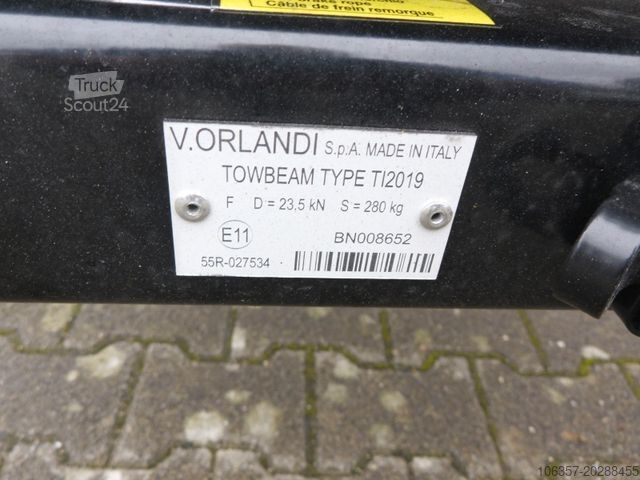 Câble de frein remorque
Truck
Scout24
V.ORLANDI S.p.A. MADE IN ITALY
TOWBEAM TYPE TI2019
F D = 23,5 kN S = 280 kg
E11 BN008652
55R-027534
106357-20288455